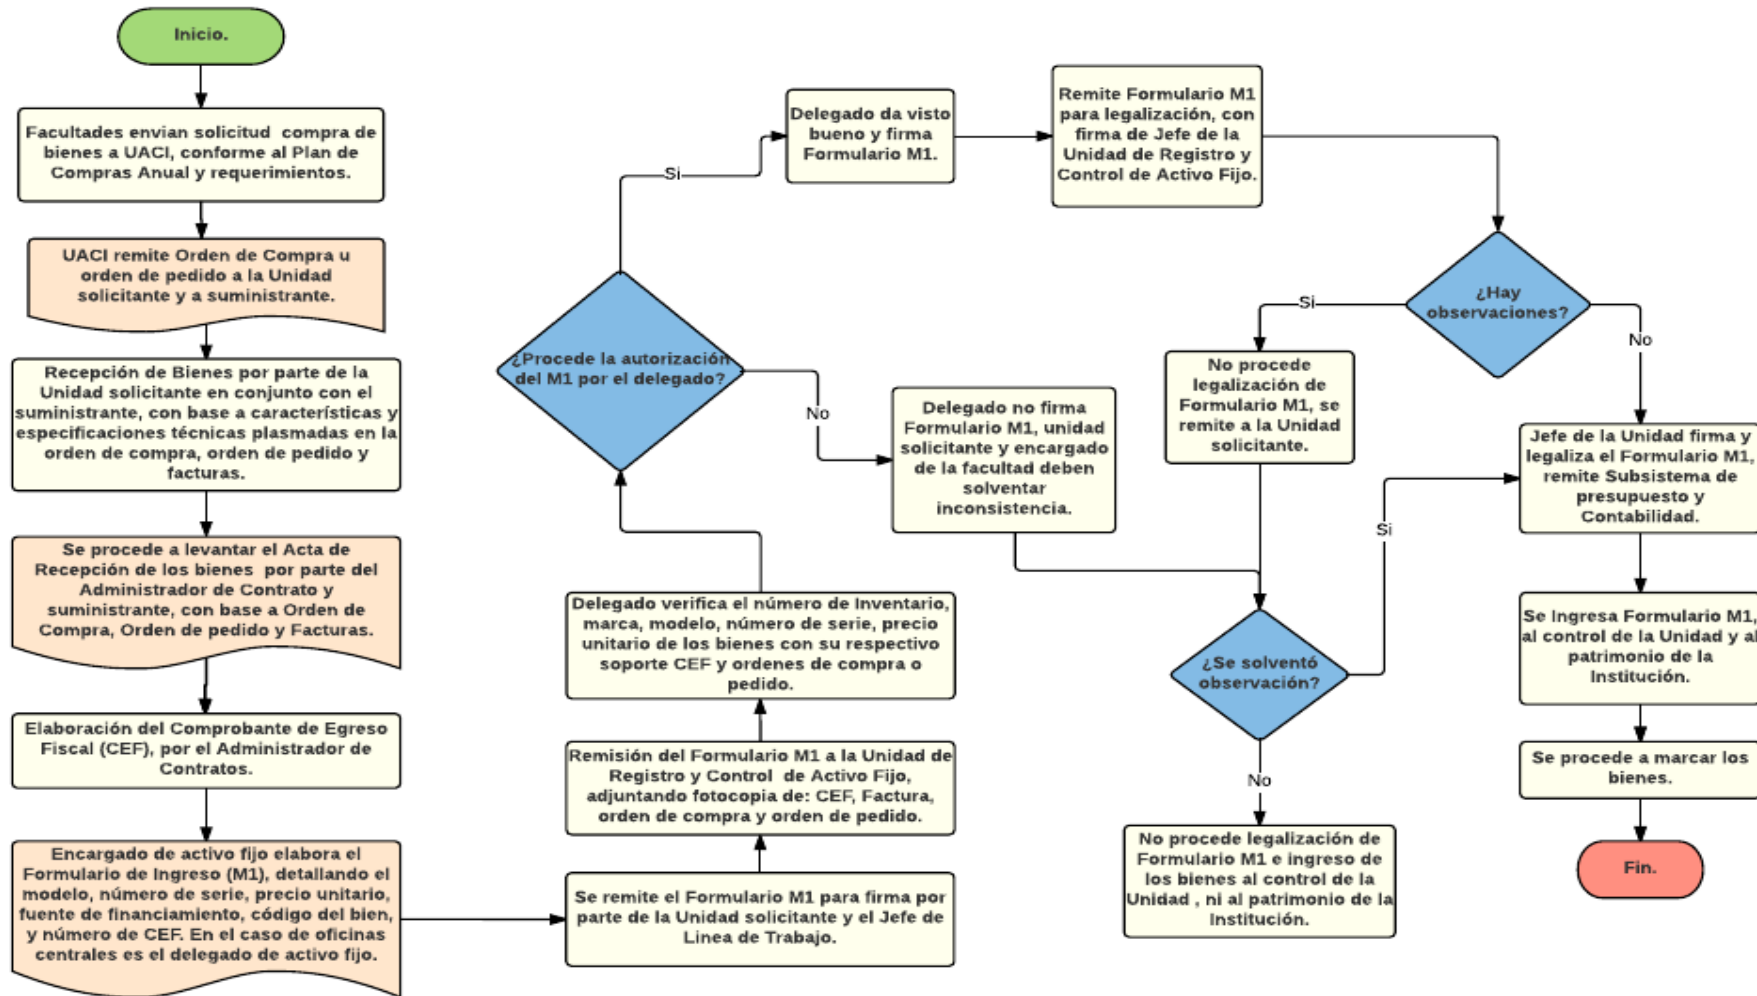 Inicio.
Facultades envian solicitud compra de
bienes a UACI, conforme al Plan de
Compras Anual y requerimientos.
UACI remite Orden de Compra u
orden de pedido a la Unidad
solicitante y a suministrante.
Recepción de Bienes por parte de la
Unidad solicitante en conjunto con el
suministrante, con base a características y
especificaciones técnicas plasmadas en la
orden de compra, orden de pedido y
facturas.
Se procede a levantar el Acta de
Recepción de los bienes por parte del
Administrador de Contrato y
suministrante, con base a Orden de
Compra, Orden de pedido y Facturas.
Elaboración del Comprobante de Egreso
Fiscal (CEF), por el Administrador de
Contratos.
Encargado de activo fijo elabora el
Formulario de Ingreso (M1), detallando el
modelo, número de serie, precio unitario,
fuente de financiamiento, código del bien,
y número de CEF. En el caso de oficinas
centrales es el delegado de activo fijo.
Se remite el Formulario M1 para firma por
parte de la Unidad solicitante y el Jefe de
Linea de Trabajo.
Remisión del Formulario M1 a la Unidad de
Registro y Control de Activo Fijo,
adjuntando fotocopia de: CEF, Factura,
orden de compra y orden de pedido.
Delegado verifica el número de Inventario,
marca, modelo, número de serie, precio
unitario de los bienes con su respectivo
soporte CEF y ordenes de compra o
pedido.
¿Procede la autorización
del M1 por el delegado?
Si
Delegado da visto
bueno y firma
Formulario M1.
Remite Formulario M1
para legalización, con
firma de Jefe de la
Unidad de Registro y
Control de Activo Fijo.
No
Delegado no firma
Formulario M1, unidad
solicitante y encargado
de la facultad deben
solventar
inconsistencia.
¿Hay
observaciones?
Si
No procede
legalización de
Formulario M1, se
remite a la Unidad
solicitante.
No
Jefe de la Unidad firma y
legaliza el Formulario M1,
remite Subsistema de
presupuesto y
Contabilidad.
¿Se solventó
observación?
Si
No
No procede legalización de
Formulario M1 e ingreso de
los bienes al control de la
Unidad , ni al patrimonio de la
Institución.
Se Ingresa Formulario M1,
al control de la Unidad y al
patrimonio de la
Institución.
Se procede a marcar los
bienes.
Fin.